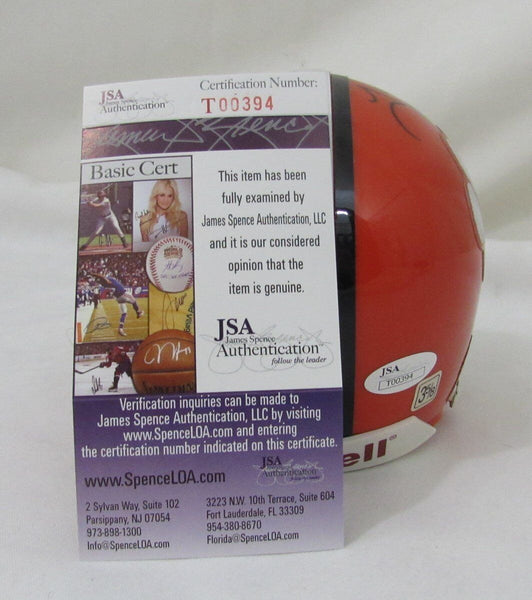 JSA
James Spence
Authentication
Certification Number:
T00394
Basic Cert
This item has been
fully examined by
James Spence Authentication, LLC
and it is our considered
opinion that the
item is genuine.
JSA
James Spence
Authentication
follow the leader
Verification inquiries can be made to
James Spence Authentication, LLC by visiting
www.SpenceLOA.com and entering
the certification number indicated on this certificate.
www.SpenceLOA.com
JSA
Authentication
2 Sylvan Way, Suite 102
Parsippany, NJ 07054
973-898-1300
Info@SpenceLOA.com
3223 N.W. 10th Terrace, Suite 604
Fort Lauderdale, FL 33309
954-380-8670
Florida@SpenceLOA.com
JSA
T00394
ell®